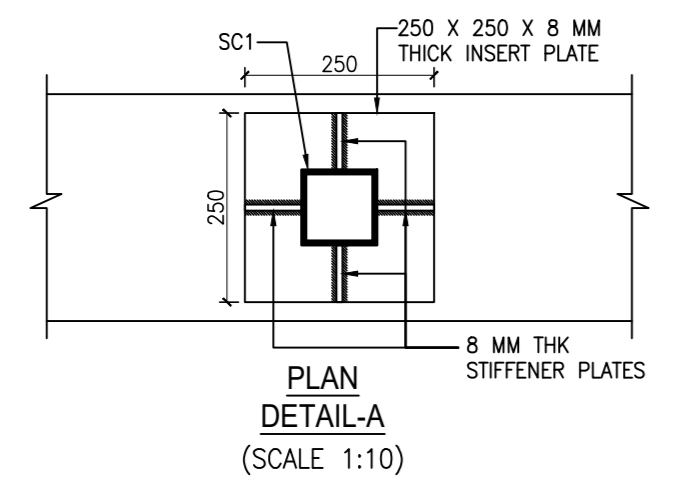 SC1
250 X 250 X 8 MM
THICK INSERT PLATE
250
250
8 MM THK
STIFFENER PLATES
PLAN
DETAIL-A
(SCALE 1:10)